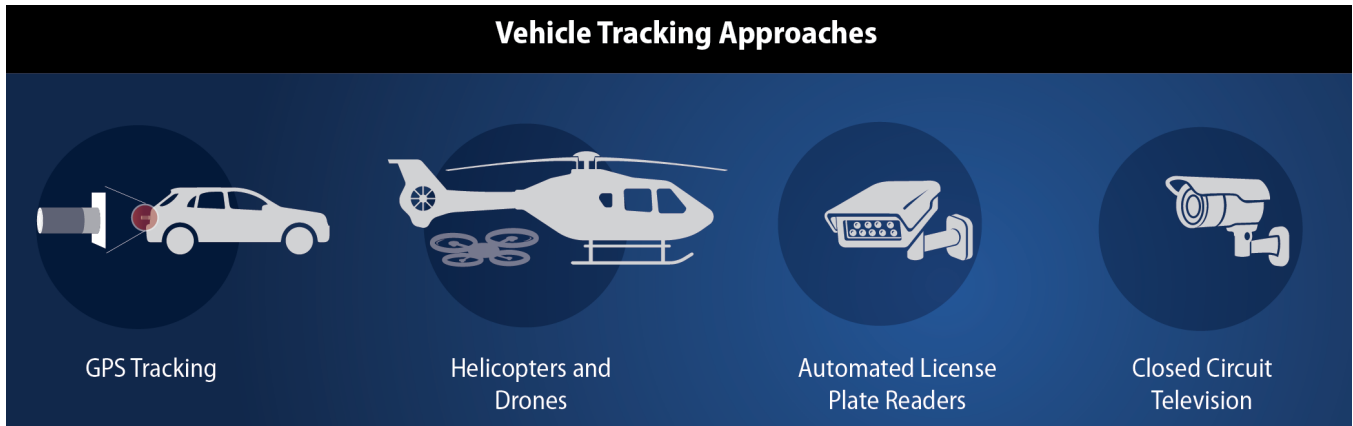 Vehicle Tracking Approaches
GPS Tracking
Helicopters and
Drones
Automated License
Plate Readers
Closed Circuit
Television